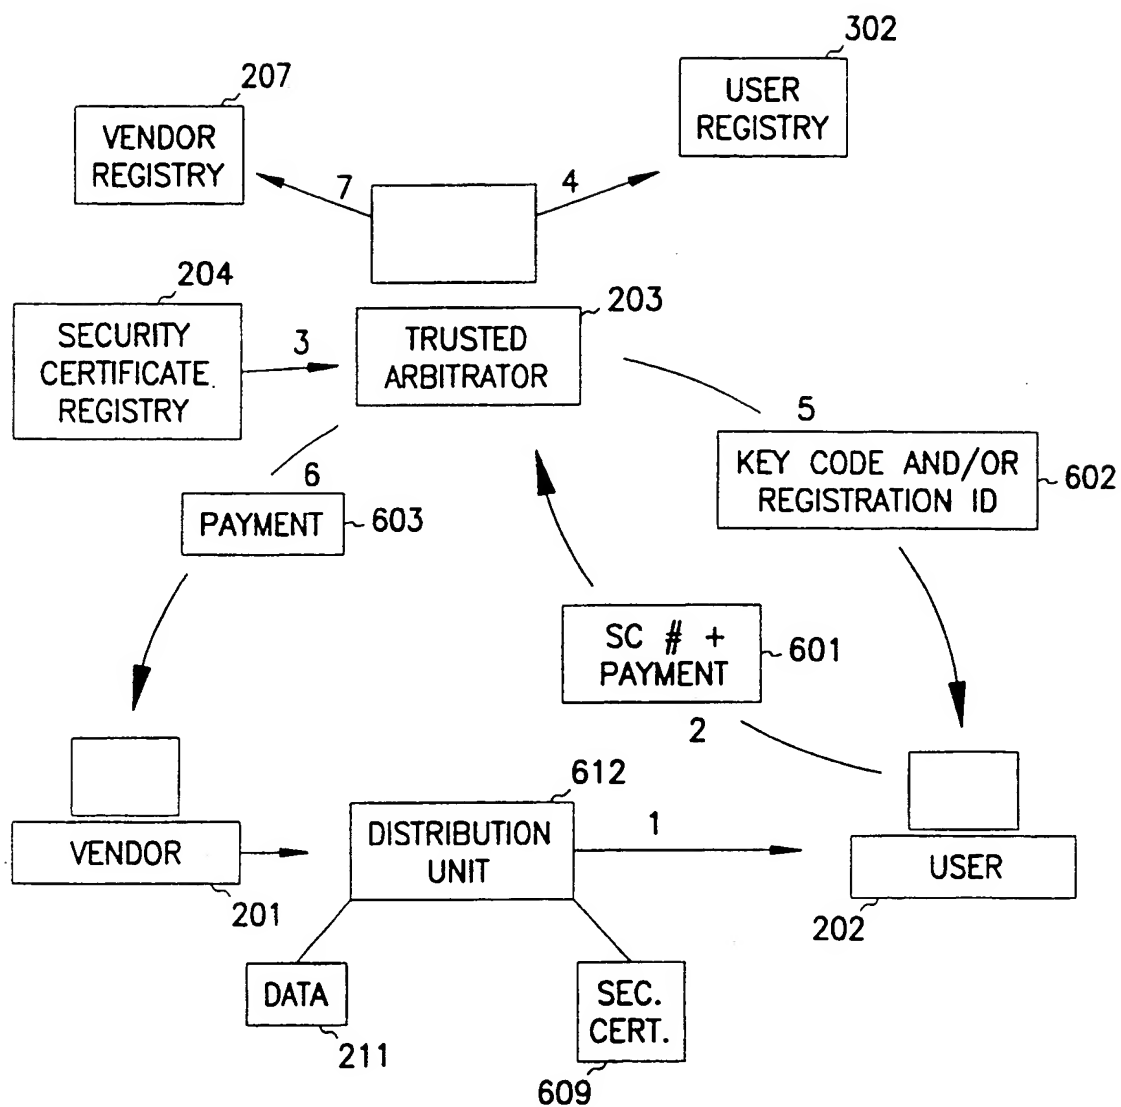 302
USER
REGISTRY
207
VENDOR
REGISTRY
7
4
204
SECURITY
CERTIFICATE
REGISTRY
3
203
TRUSTED
ARBITRATOR
5
KEY CODE AND/OR
REGISTRATION ID
602
6
PAYMENT
603
SC # +
PAYMENT
601
2
612
DISTRIBUTION
UNIT
1
VENDOR
201
USER
202
DATA
211
SEC.
CERT.
609